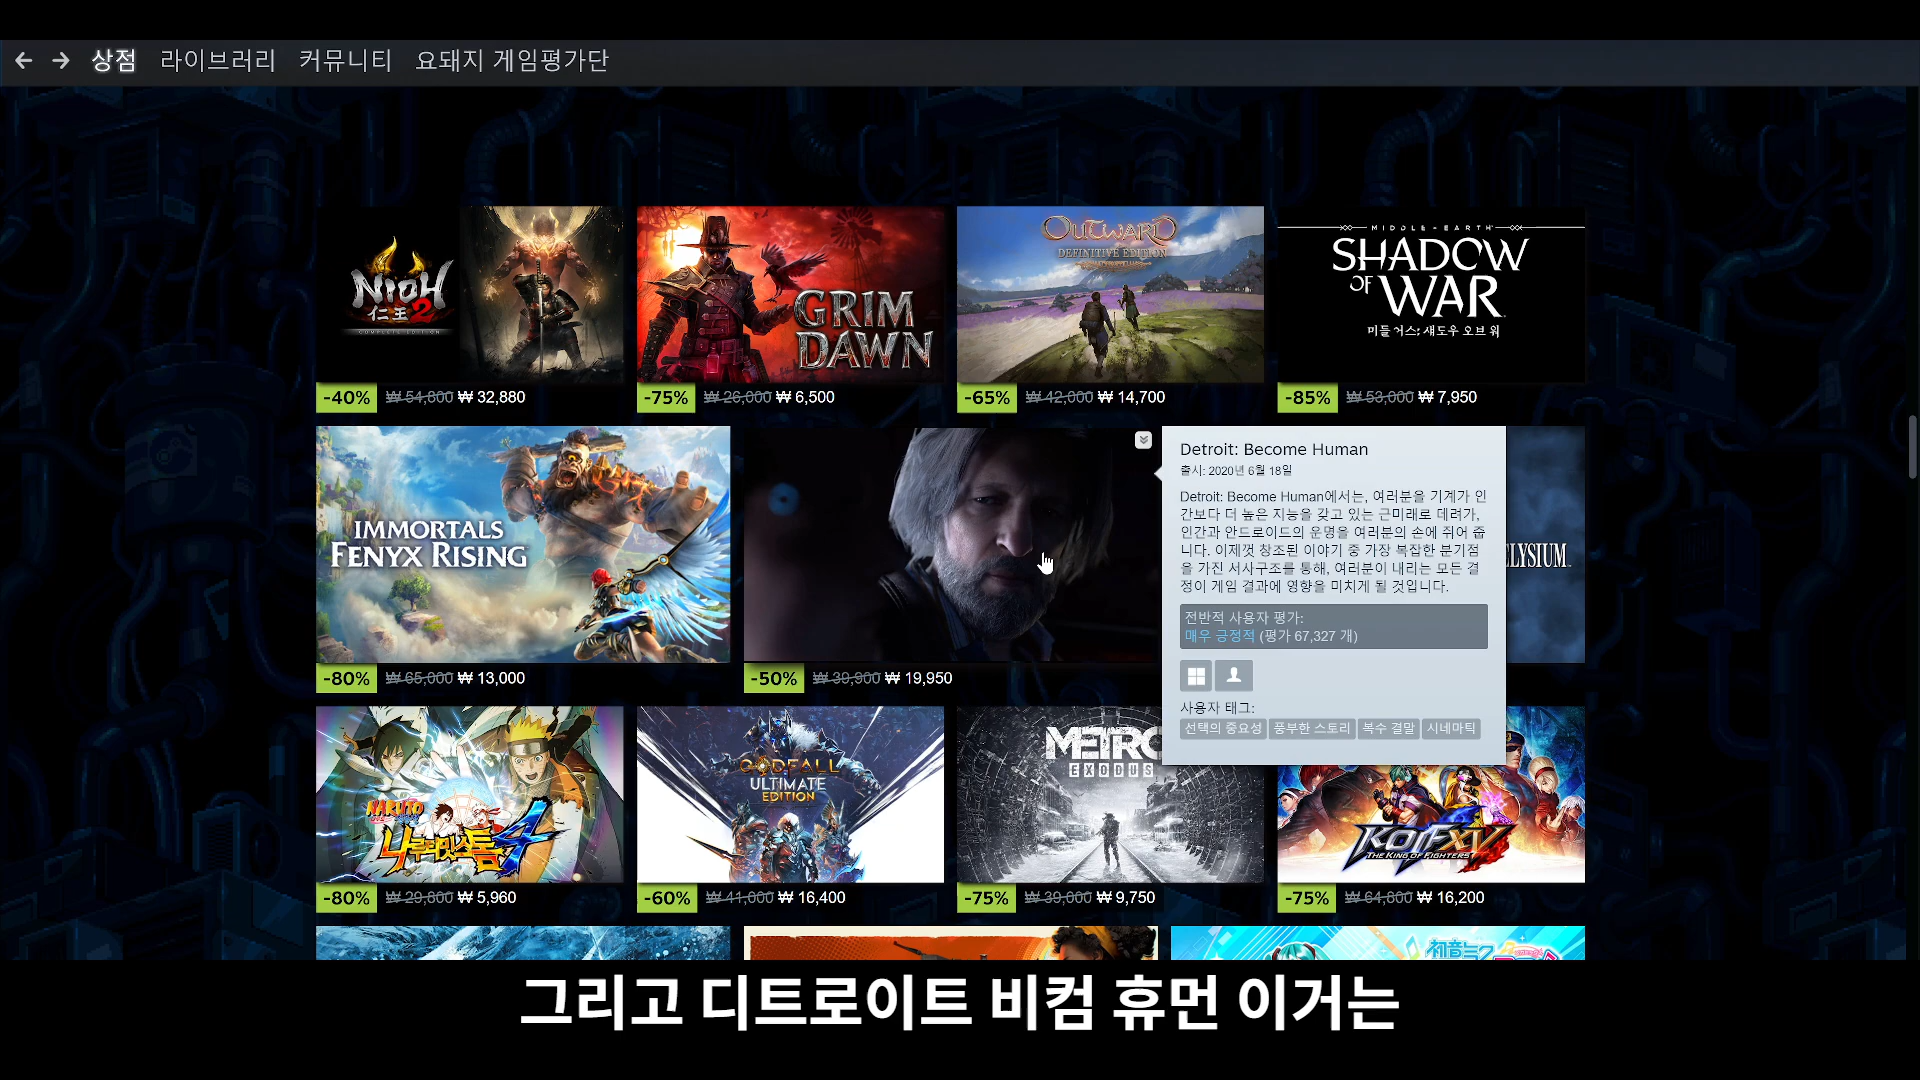 상점 라이브러리 커뮤니티 요돼지 게임평가단
NIOH 2
仁王
COMPLETE EDITION
GRIM
DAWN
OUTWARD
DEFINITIVE EDITION
MIDDLE-EARTH
SHADOW
OF WAR
미들 어스: 섀도우 오브 워
-40% ₩ 54,800 ₩ 32,880
-75% ₩ 26,000 ₩ 6,500
-65% ₩ 42,000 ₩ 14,700
-85% ₩ 53,000 ₩ 7,950
IMMORTALS
FENYX RISING
Detroit: Become Human
출시: 2020년 6월 18일
Detroit: Become Human에서는, 여러분을 기계가 인
간보다 더 높은 지능을 갖고 있는 근미래로 데려가,
인간과 안드로이드의 운명을 여러분의 손에 쥐어 줍
니다. 이제껏 창조된 이야기 중 가장 복잡한 분기점
을 가진 서사구조를 통해, 여러분이 내리는 모든 결
정이 게임 결과에 영향을 미치게 될 것입니다.
전반적 사용자 평가:
매우 긍정적 (평가 67,327 개)
사용자 태그:
선택의 중요성 풍부한 스토리 복수 결말 시네마틱
LYSIUM
-80% ₩ 65,000 ₩ 13,000
-50% ₩ 39,900 ₩ 19,950
NARUTO
나루티밋 스톰 4
GODFALL
ULTIMATE
EDITION
METRO
EXODUS
KOF XV
THE KING OF FIGHTERS
-80% ₩ 29,800 ₩ 5,960
-60% ₩ 41,000 ₩ 16,400
-75% ₩ 39,000 ₩ 9,750
-75% ₩ 64,800 ₩ 16,200
初音ミク
그리고 디트로이트 비컴 휴먼 이거는